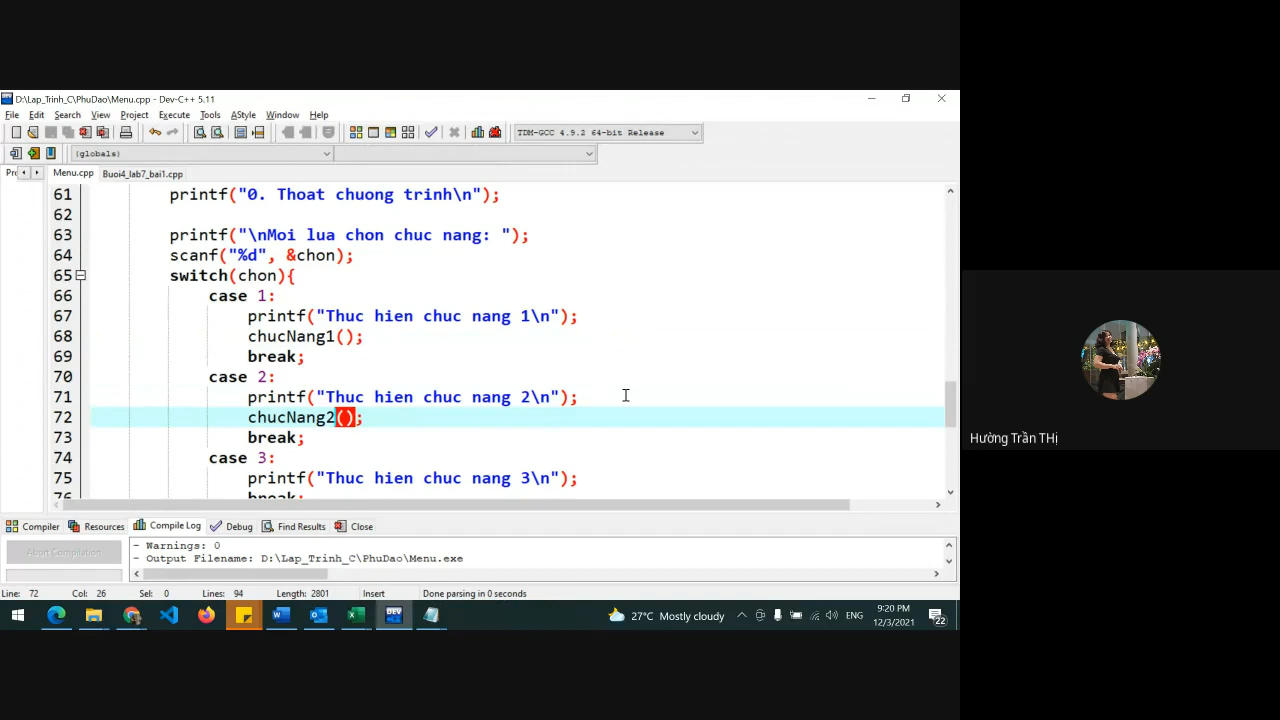 D:\Lap_Trinh_C\PhuDao\Menu.cpp - Dev-C++ 5.11
File Edit Search View Project Execute Tools AStyle Window Help
TDM-GCC 4.9.2 64-bit Release
(globals)
Pr Menu.cpp Buoi4_lab7_bai1.cpp
61 printf("0. Thoat chuong trinh\n");
62
63 printf("\nMoi lua chon chuc nang: ");
64 scanf("%d", &chon);
65 switch(chon){
66 case 1:
67 printf("Thuc hien chuc nang 1\n");
68 chucNang1();
69 break;
70 case 2:
71 printf("Thuc hien chuc nang 2\n");
72 chucNang2();
73 break;
74 case 3:
75 printf("Thuc hien chuc nang 3\n");
76 break;
Compiler Resources Compile Log Debug Find Results Close
Abort Compilation
- Warnings: 0
- Output Filename: D:\Lap_Trinh_C\PhuDao\Menu.exe
Line: 72 Col: 26 Sel: 0 Lines: 94 Length: 2801 Insert Done parsing in 0 seconds
DEV
27°C Mostly cloudy ENG 9:20 PM
12/3/2021 22
Hường Trần THị